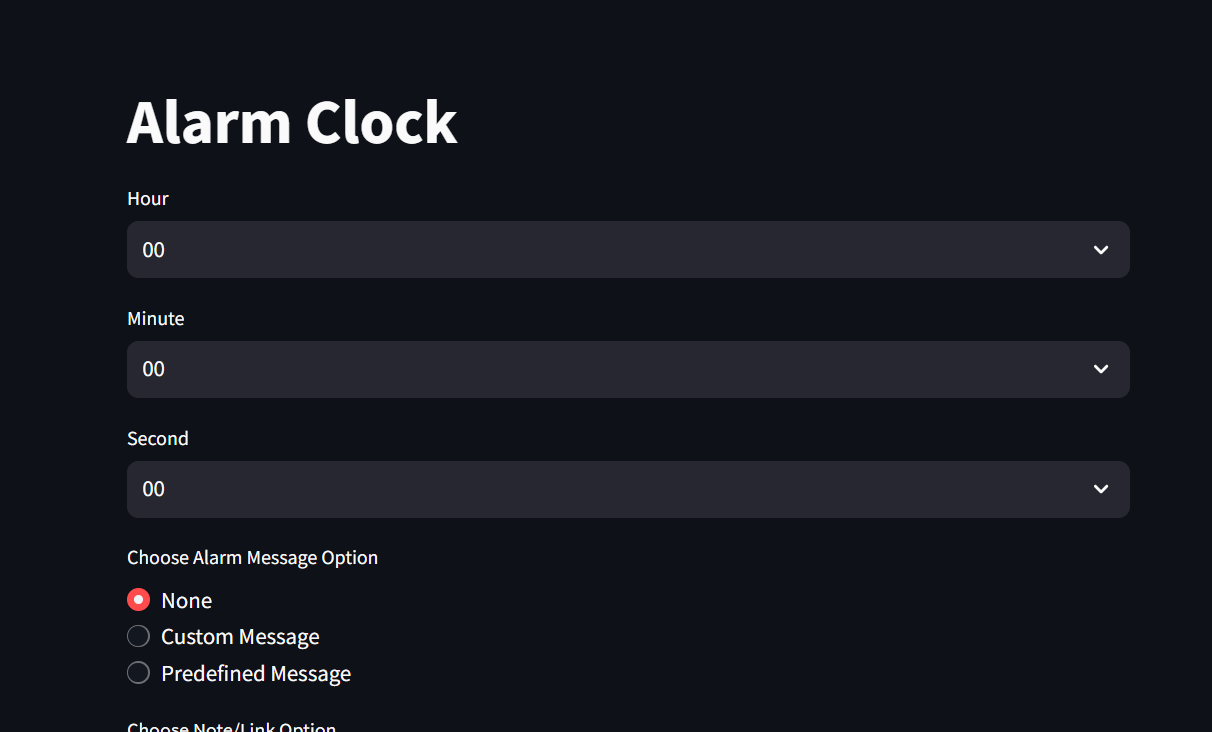 Alarm Clock
Hour
00
Minute
00
Second
00
Choose Alarm Message Option
None
Custom Message
Predefined Message
Choose Note/Link Option